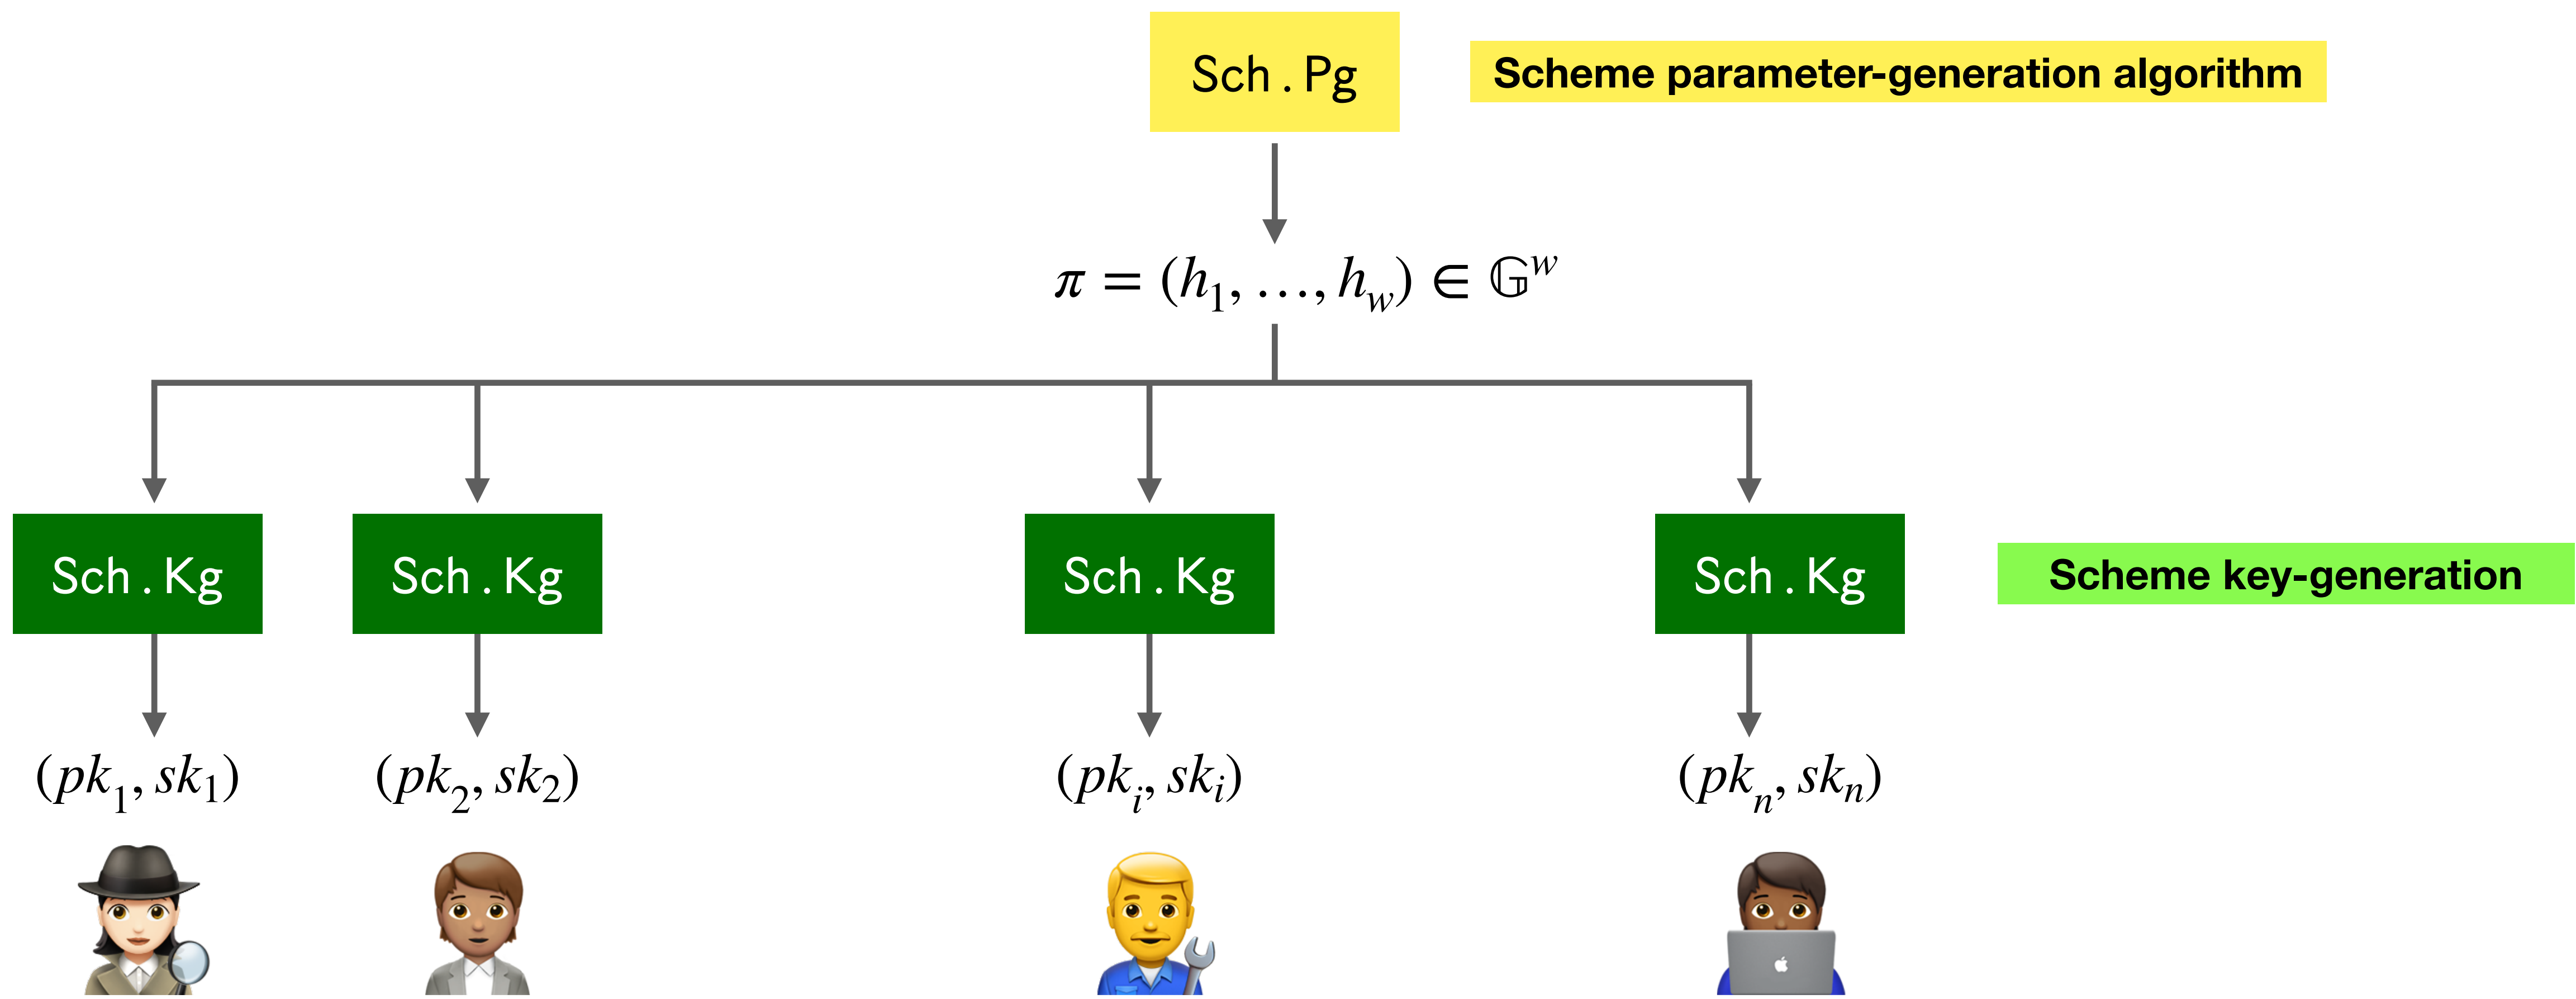 Sch . Pg
Scheme parameter-generation algorithm
π = (h₁, …, h_w) ∈ 𝔾^w
Sch . Kg
Sch . Kg
Sch . Kg
Sch . Kg
Scheme key-generation
(pk₁, sk₁)
(pk₂, sk₂)
(pkᵢ, skᵢ)
(pkₙ, skₙ)